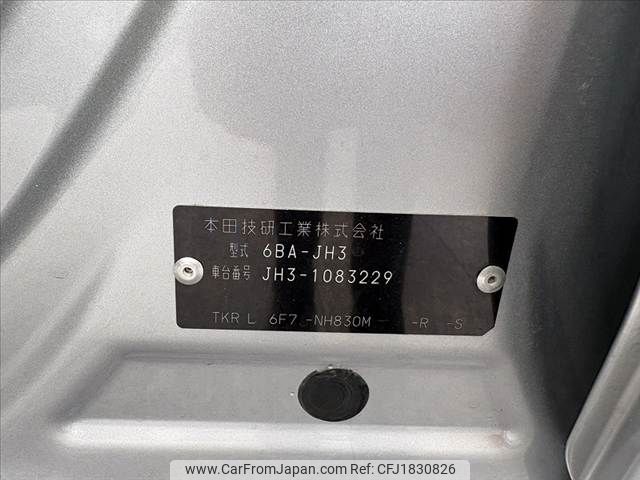 本田技研工業株式会社
型式 6BA-JH3
車台番号 JH3-1083229
TKR L 6F7 -NH830M -R -S
www.CarFromJapan.com | © CarFromJapan | CFJ1830826